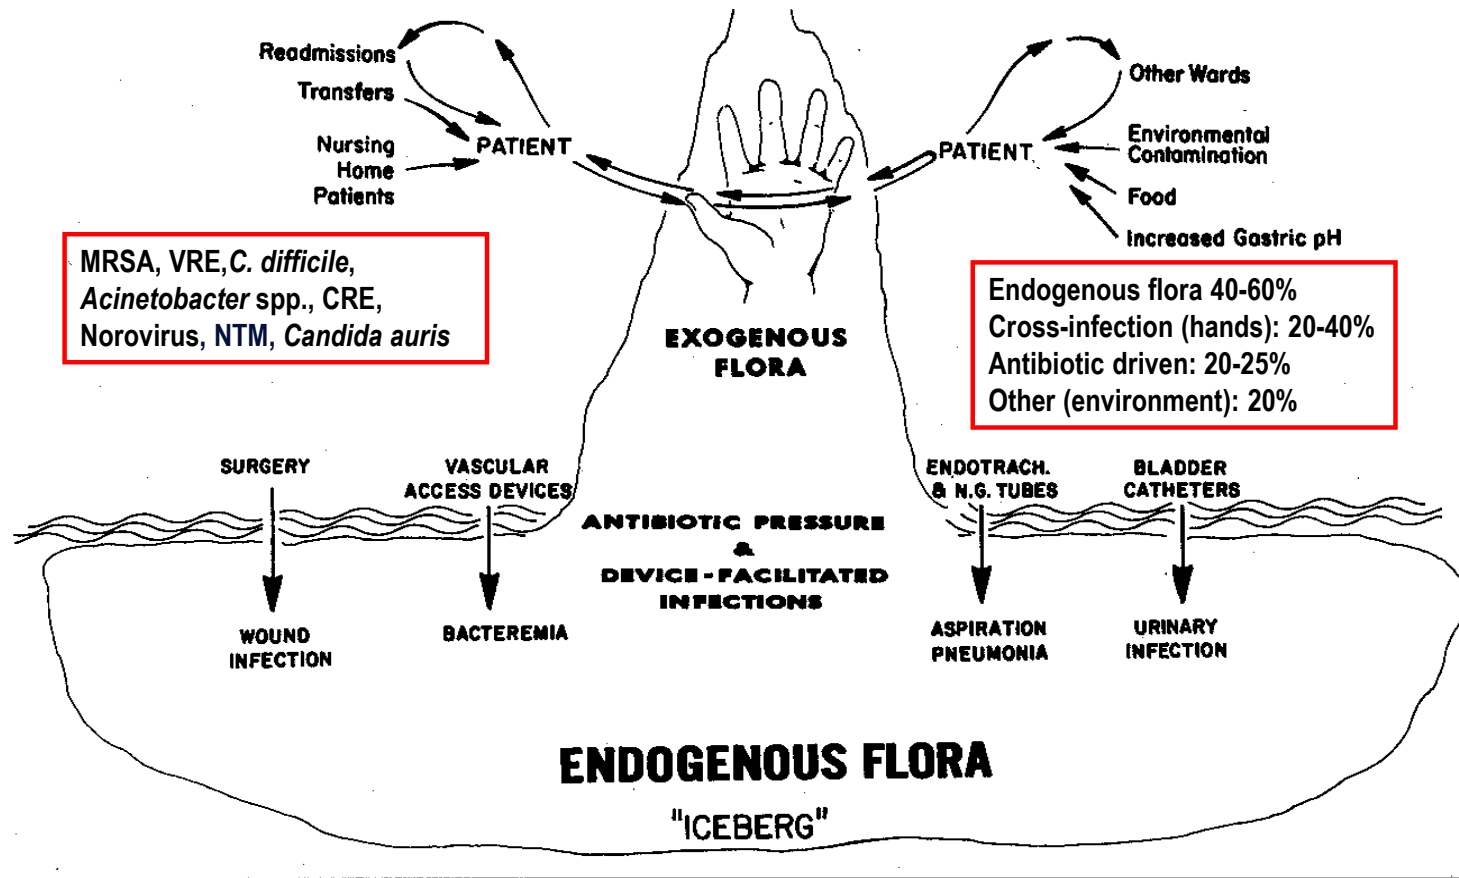 Readmissions
Transfers
Nursing
Home
Patients
PATIENT
PATIENT
Other Wards
Environmental
Contamination
Food
Increased Gastric pH
MRSA, VRE,C. difficile,
Acinetobacter spp., CRE,
Norovirus, NTM, Candida auris
Endogenous flora 40-60%
Cross-infection (hands): 20-40%
Antibiotic driven: 20-25%
Other (environment): 20%
EXOGENOUS
FLORA
SURGERY
VASCULAR
ACCESS DEVICES
ENDOTRACH.
& N.G. TUBES
BLADDER
CATHETERS
ANTIBIOTIC PRESSURE
&
DEVICE-FACILITATED
INFECTIONS
WOUND
INFECTION
BACTEREMIA
ASPIRATION
PNEUMONIA
URINARY
INFECTION
ENDOGENOUS FLORA
"ICEBERG"